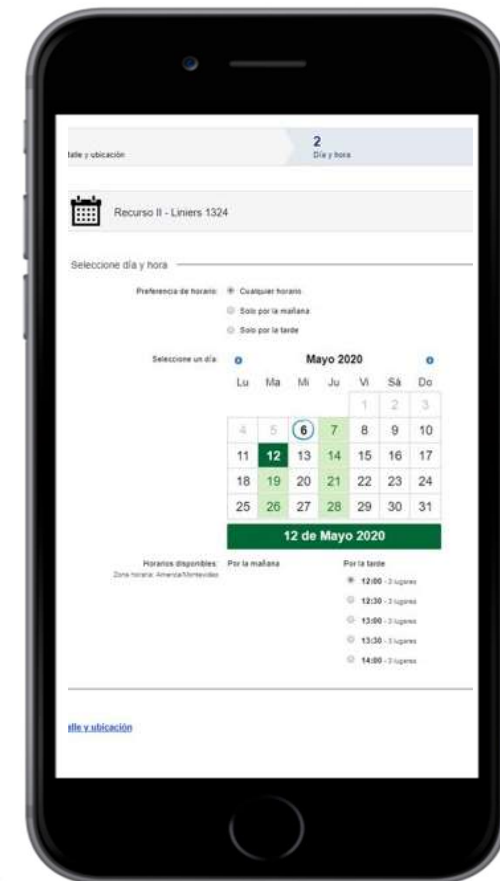 2
talle y ubicación
Día y hora
Recurso II - Liniers 1324
Seleccione día y hora
Preferencia de horario: Cualquier horario
Solo por la mañana
Solo por la tarde
Seleccione un día: Mayo 2020
Lu Ma Mi Ju Vi Sá Do
1 2 3
4 5 6 7 8 9 10
11 12 13 14 15 16 17
18 19 20 21 22 23 24
25 26 27 28 29 30 31
12 de Mayo 2020
Horarios disponibles: Por la mañana Por la tarde
Zona horaria: America/Montevideo
12:00 - 3 lugares
12:30 - 3 lugares
13:00 - 3 lugares
13:30 - 3 lugares
14:00 - 3 lugares
alle y ubicación